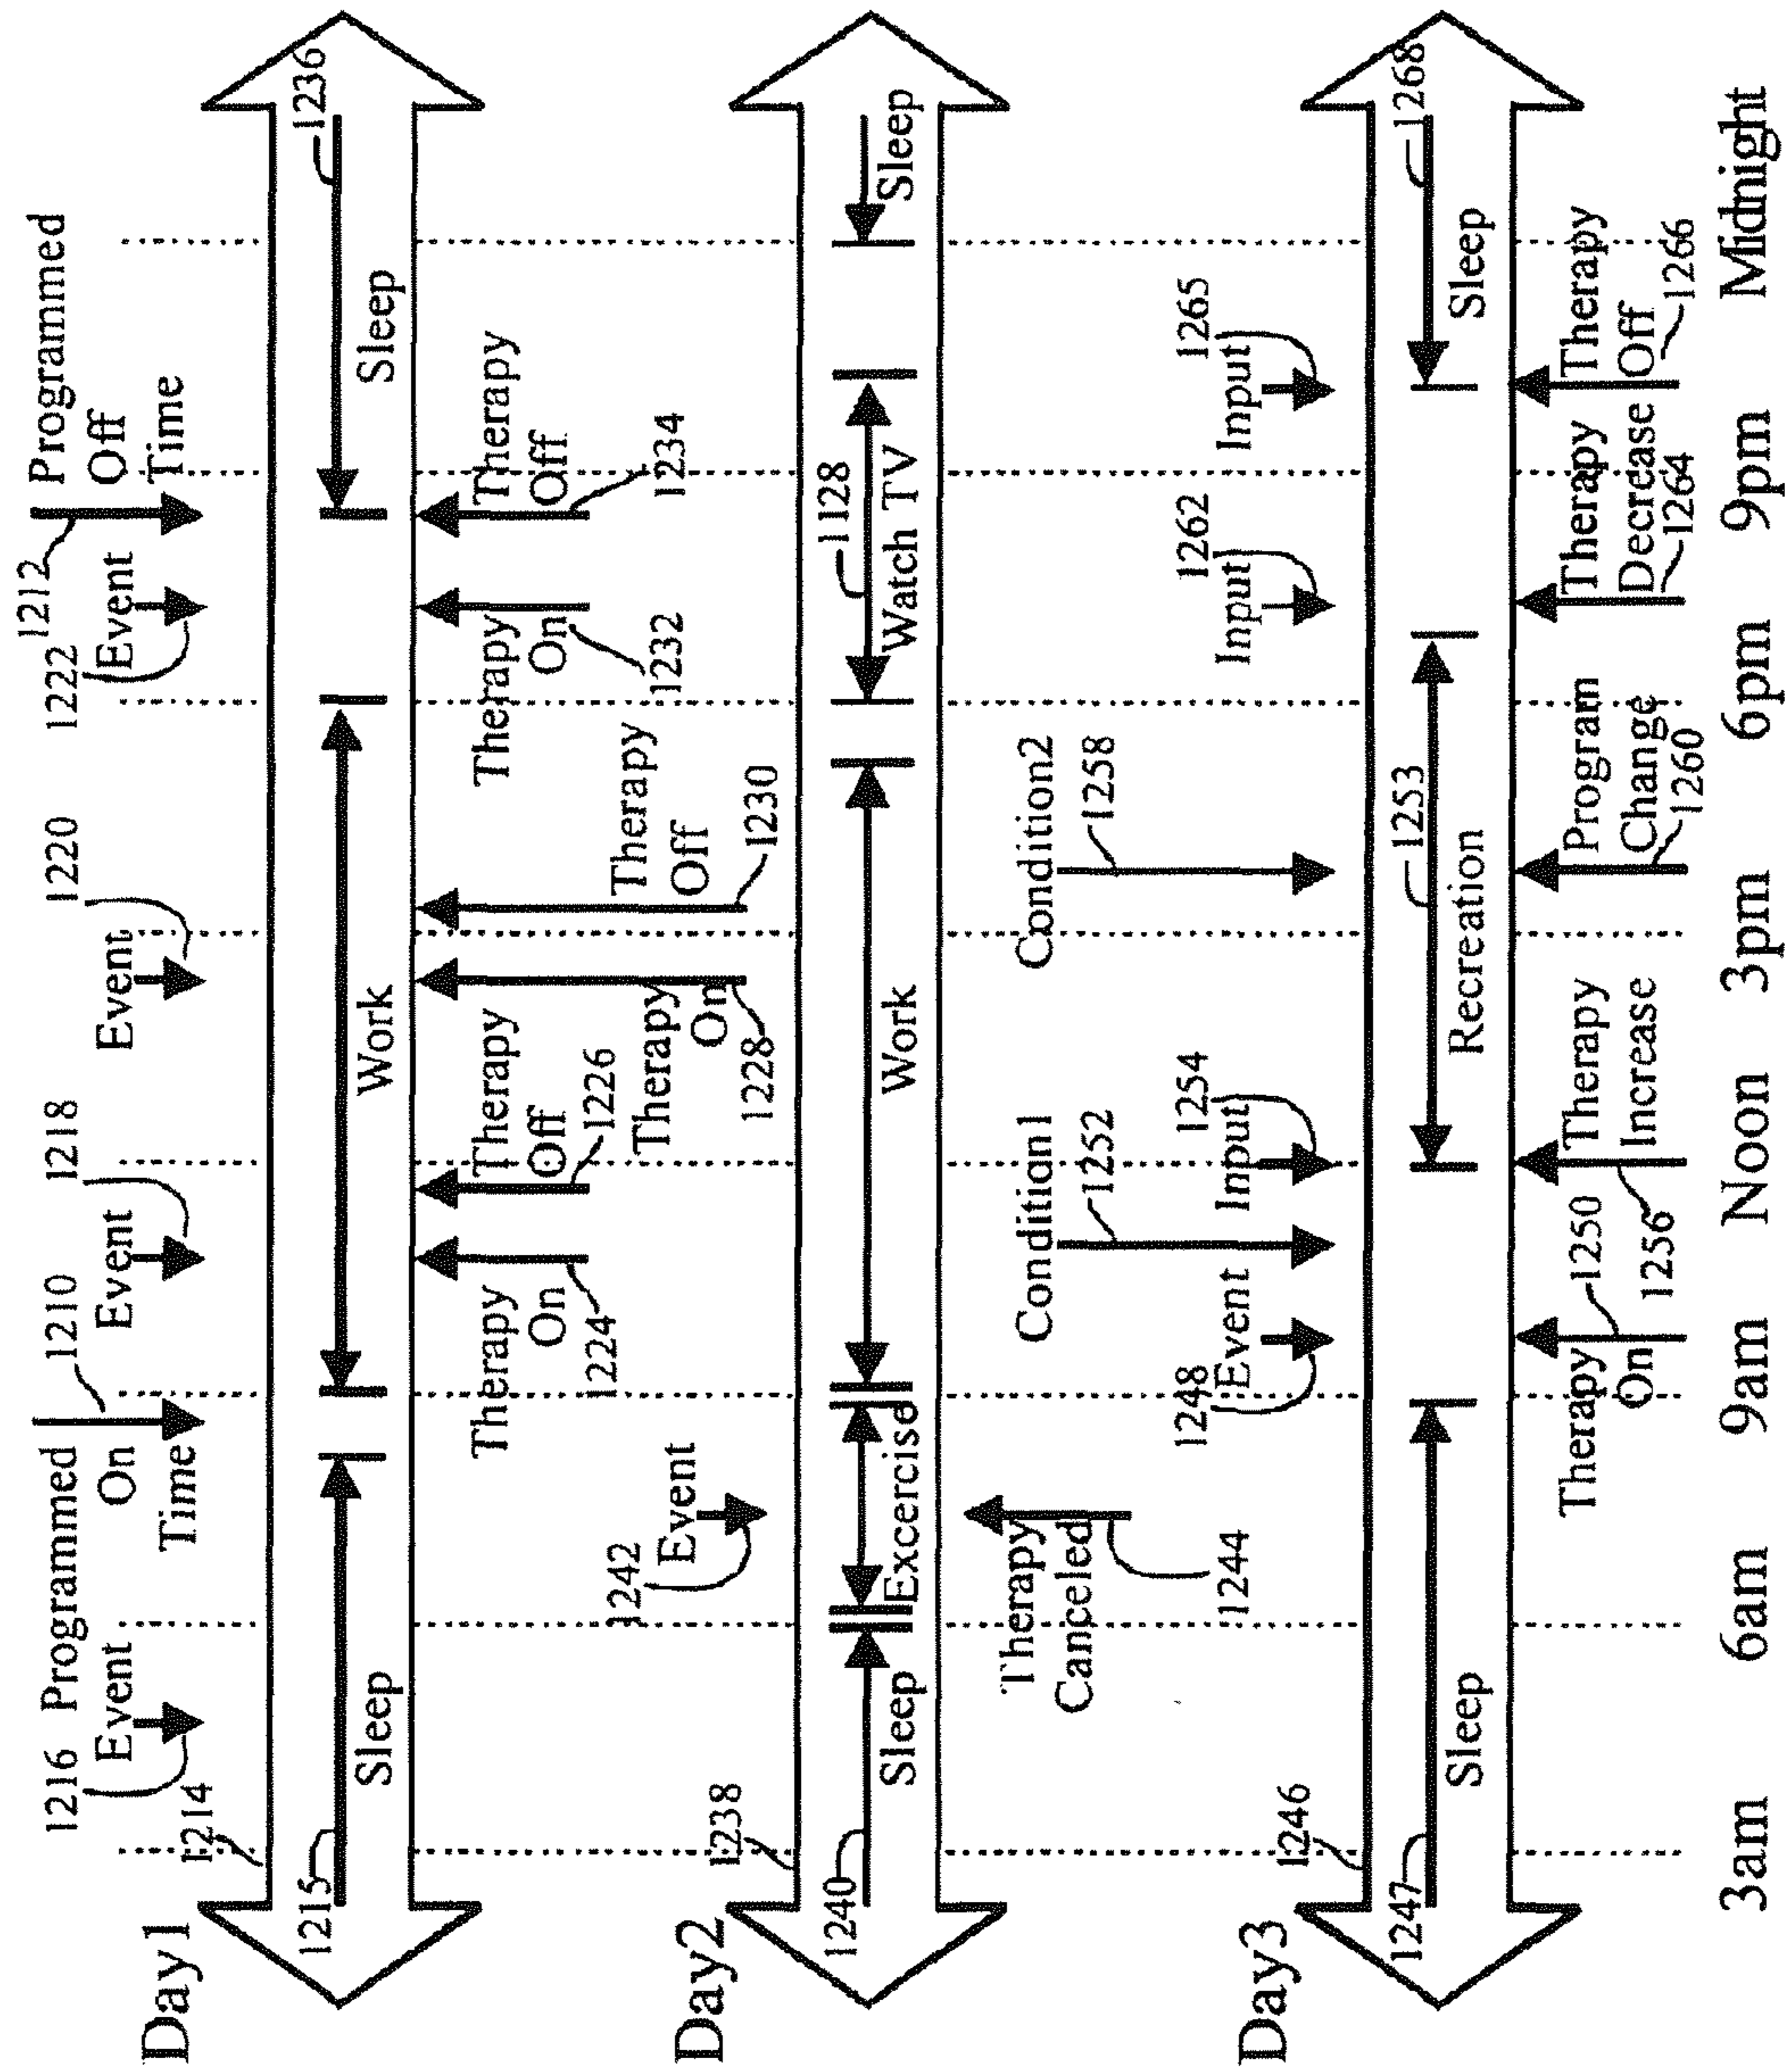 1216 Programmed
On
Time
1210
1212
Programmed
Off
Time
Event
Event
1218
Event
1220
1222
Event
Day1
1214
1215
Sleep
Work
Sleep
1236
Therapy
On
1224
Therapy
Off
1226
Therapy
On
1228
Therapy
Off
1230
Therapy
On
1232
Therapy
Off
1234
Day2
1238
1242
Event
1240
Sleep
Excercise
Work
1128
Watch TV
Sleep
Therapy
Canceled
1244
Condition1
1252
Condition2
1258
Day3
1246
1248
Event
Input
1254
Input
1262
Input
1265
1247
Sleep
1253
Recreation
Sleep
1268
Therapy
On
1250
Therapy
Increase
1256
Program
Change
1260
Therapy
Decrease
1264
Therapy
Off
1266
3am 6am 9am Noon 3pm 6pm 9pm Midnight